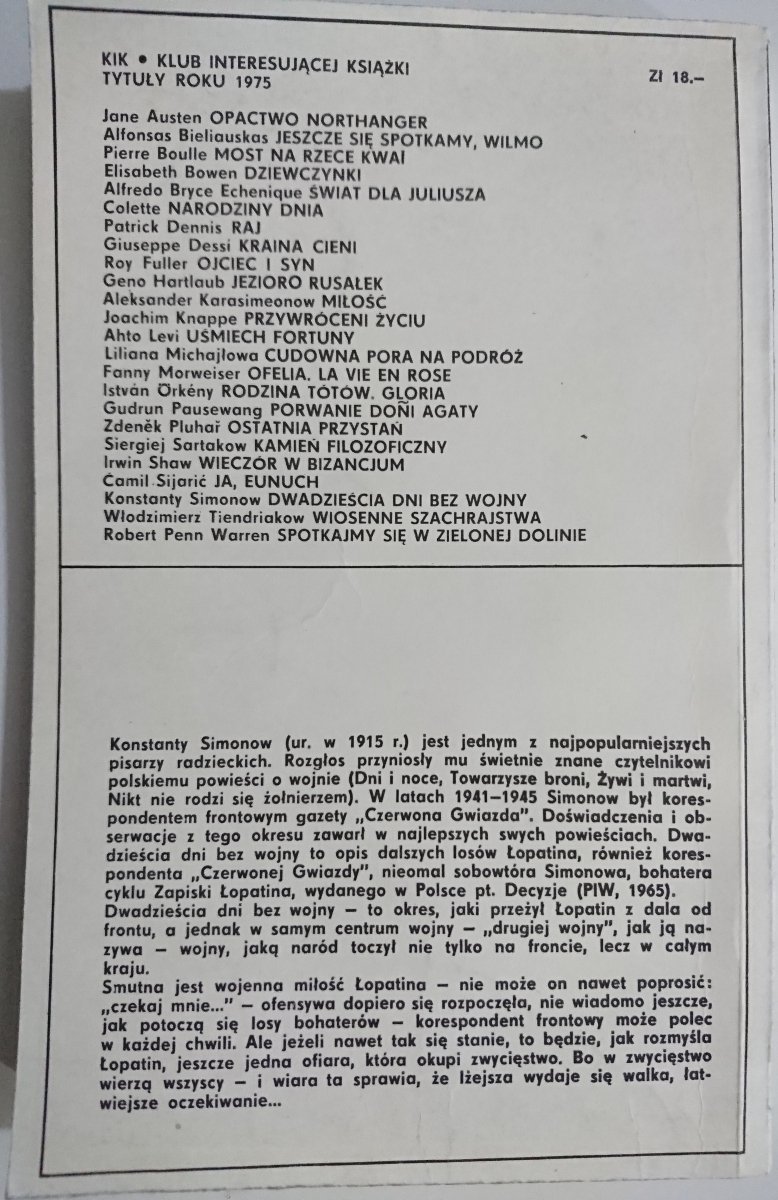 KIK • KLUB INTERESUJĄCEJ KSIĄŻKI
TYTUŁY ROKU 1975
Zł 18.–
Jane Austen OPACTWO NORTHANGER
Alfonsas Bieliauskas JESZCZE SIĘ SPOTKAMY, WILMO
Pierre Boulle MOST NA RZECE KWAI
Elisabeth Bowen DZIEWCZYNKI
Alfredo Bryce Echenique ŚWIAT DLA JULIUSZA
Colette NARODZINY DNIA
Patrick Dennis RAJ
Giuseppe Dessi KRAINA CIENI
Roy Fuller OJCIEC I SYN
Geno Hartlaub JEZIORO RUSAŁEK
Aleksander Karasimeonow MIŁOŚĆ
Joachim Knappe PRZYWRÓCENI ŻYCIU
Ahto Levi UŚMIECH FORTUNY
Liliana Michajłowa CUDOWNA PORA NA PODRÓŻ
Fanny Morweiser OFELIA. LA VIE EN ROSE
István Örkény RODZINA TÓTÓW. GLORIA
Gudrun Pausewang PORWANIE DOÑI AGATY
Zdeněk Pluhař OSTATNIA PRZYSTAŃ
Siergiej Sartakow KAMIEŃ FILOZOFICZNY
Irwin Shaw WIECZÓR W BIZANCJUM
Ćamil Sijarić JA, EUNUCH
Konstanty Simonow DWADZIEŚCIA DNI BEZ WOJNY
Włodzimierz Tiendriakow WIOSENNE SZACHRAJSTWA
Robert Penn Warren SPOTKAJMY SIĘ W ZIELONEJ DOLINIE
Konstanty Simonow (ur. w 1915 r.) jest jednym z najpopularniejszych
pisarzy radzieckich. Rozgłos przyniosły mu świetnie znane czytelnikowi
polskiemu powieści o wojnie (Dni i noce, Towarzysze broni, Żywi i martwi,
Nikt nie rodzi się żołnierzem). W latach 1941–1945 Simonow był kores-
pondentem frontowym gazety „Czerwona Gwiazda". Doświadczenia i ob-
serwacje z tego okresu zawarł w najlepszych swych powieściach. Dwa-
dzieścia dni bez wojny to opis dalszych losów Łopatina, również kores-
pondenta „Czerwonej Gwiazdy", nieomal sobowtóra Simonowa, bohatera
cyklu Zapiski Łopatina, wydanego w Polsce pt. Decyzje (PIW, 1965).
Dwadzieścia dni bez wojny – to okres, jaki przeżył Łopatin z dala od
frontu, a jednak w samym centrum wojny – „drugiej wojny", jak ją na-
zywa – wojny, jaką naród toczył nie tylko na froncie, lecz w całym
kraju.
Smutna jest wojenna miłość Łopatina – nie może on nawet poprosić:
„czekaj mnie..." – ofensywa dopiero się rozpoczęła, nie wiadomo jeszcze,
jak potoczą się losy bohaterów – korespondent frontowy może polec
w każdej chwili. Ale jeżeli nawet tak się stanie, to będzie, jak rozmyśla
Łopatin, jeszcze jedna ofiara, która okupi zwycięstwo. Bo w zwycięstwo
wierzą wszyscy – i wiara ta sprawia, że lżejsza wydaje się walka, łat-
wiejsze oczekiwanie...